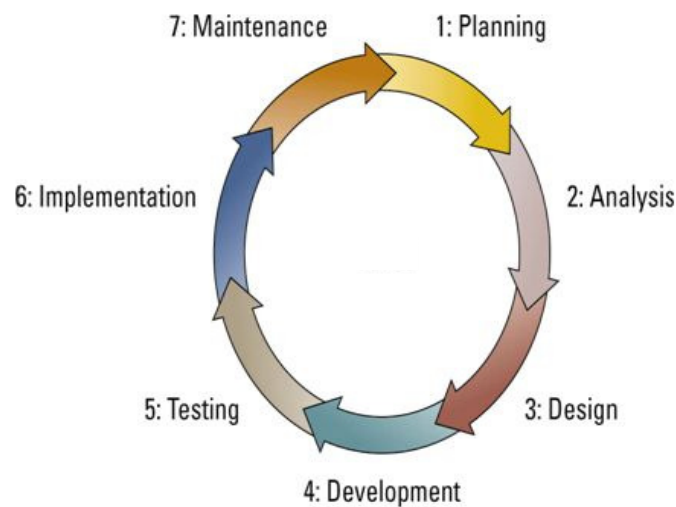 7: Maintenance
1: Planning
6: Implementation
2: Analysis
5: Testing
3: Design
4: Development